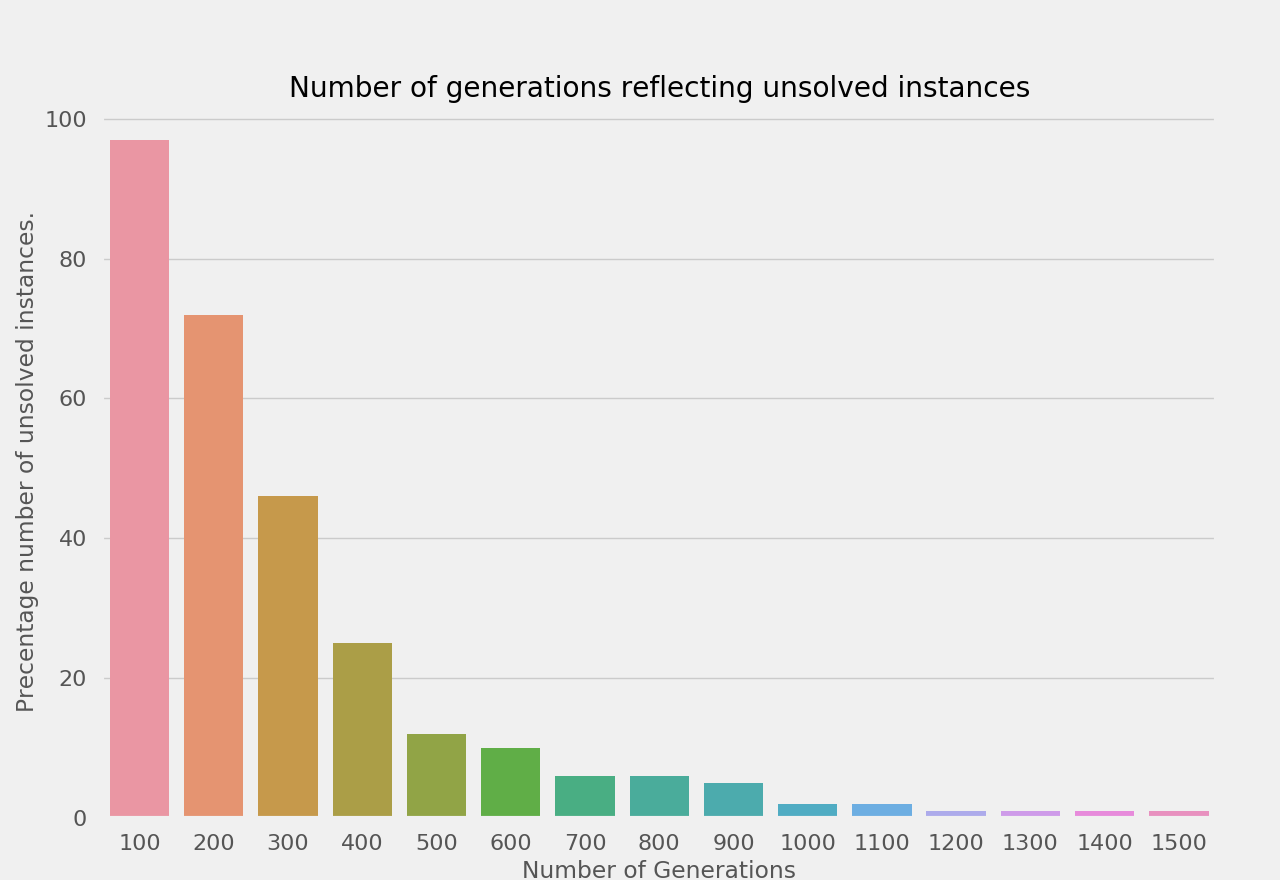 Number of generations reflecting unsolved instances
Precentage number of unsolved instances.
100
80
60
40
20
0
100 200 300 400 500 600 700 800 900 1000 1100 1200 1300 1400 1500
Number of Generations